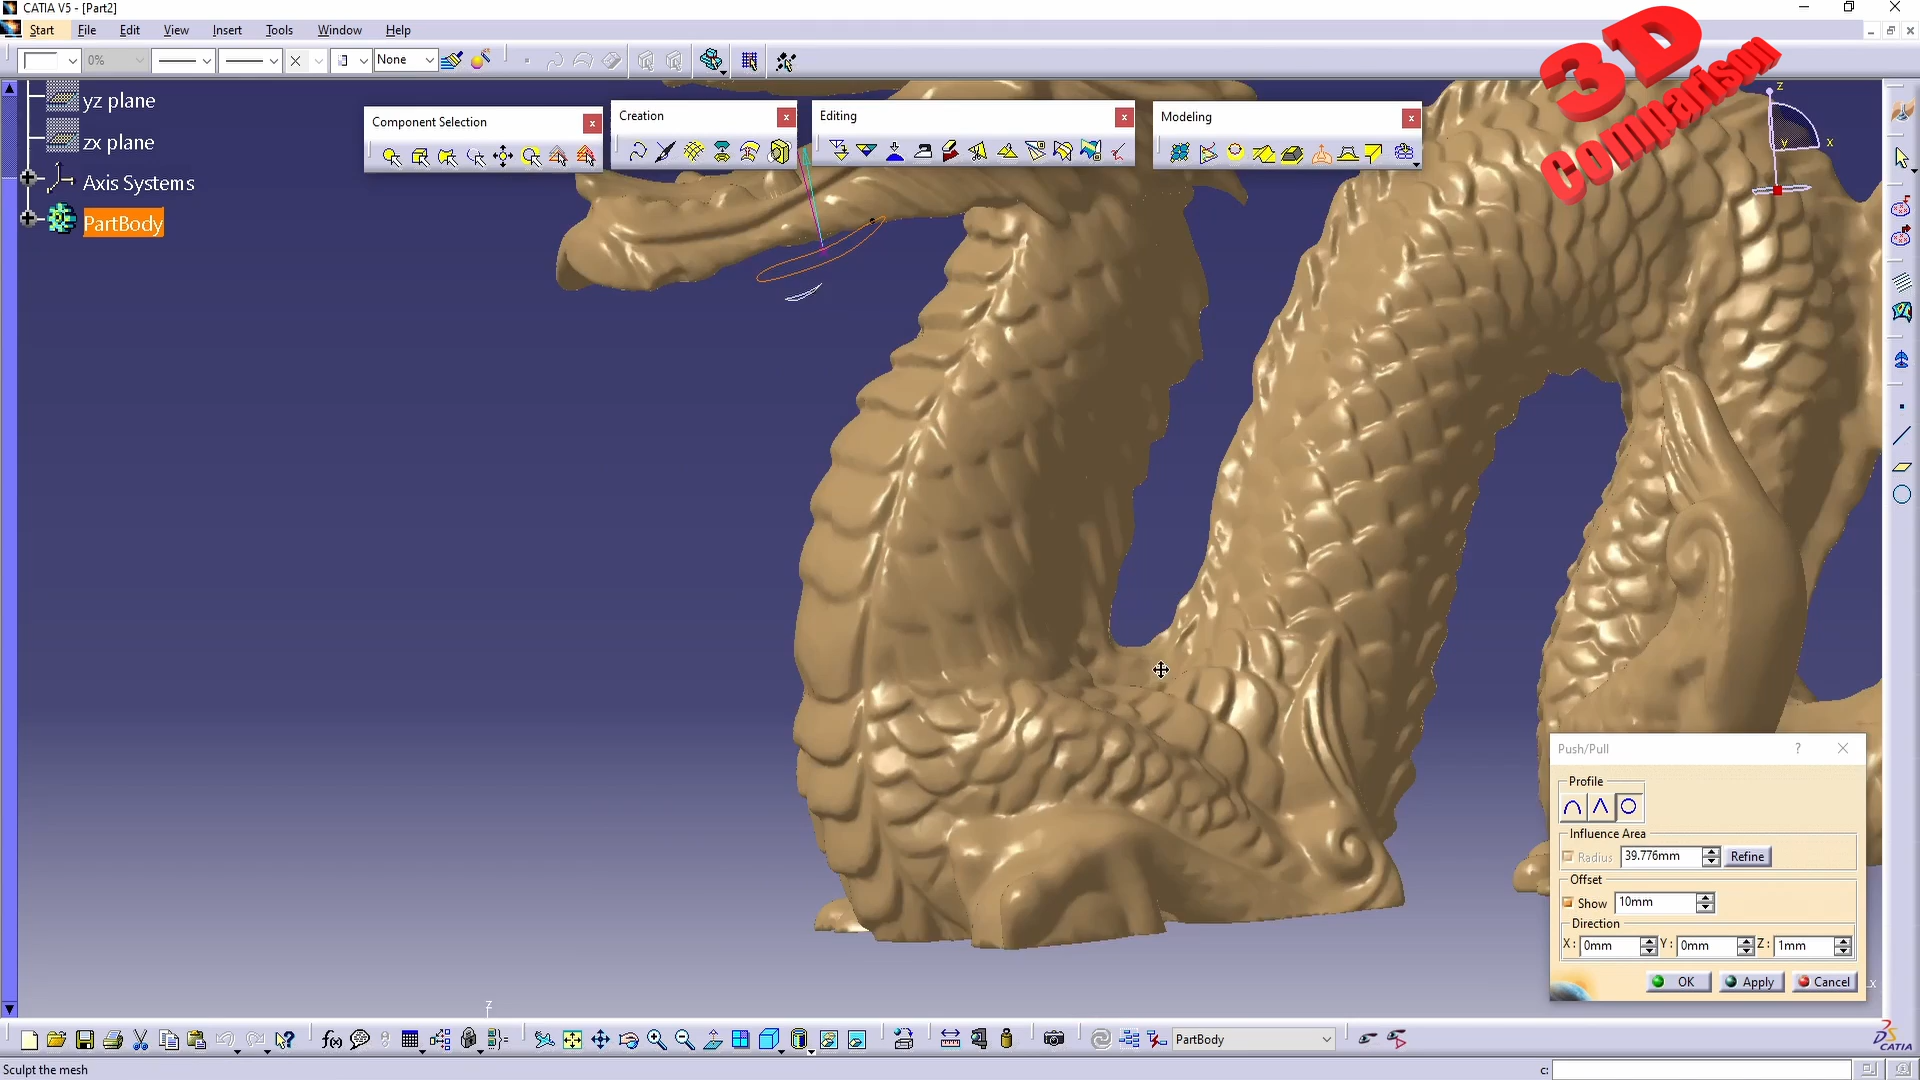 CATIA V5 - [Part2]
Start File Edit View Insert Tools Window Help
0% None
3D
Comparison
yz plane
zx plane
Axis Systems
PartBody
Component Selection
Creation
Editing
Modeling
z
x
y
Push/Pull ?
Profile
Influence Area
Radius 39.776mm Refine
Offset
Show 10mm
Direction
X: 0mm Y: 0mm Z: 1mm
OK Apply Cancel
z
x
f(x)
PartBody
CATIA
Sculpt the mesh
c: